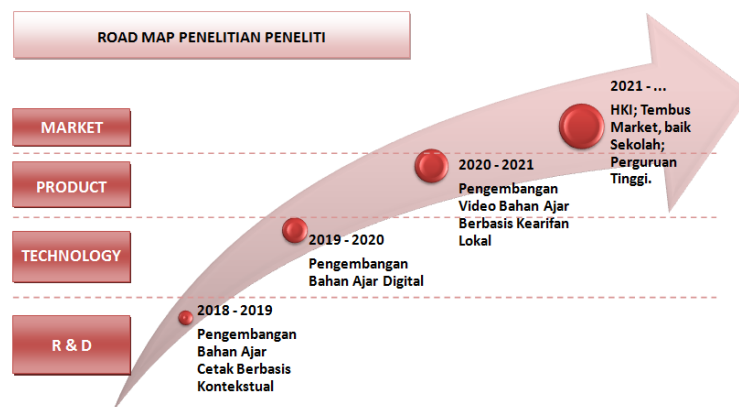 ROAD MAP PENELITIAN PENELITI
MARKET
PRODUCT
TECHNOLOGY
R & D
2021 - ...
HKI; Tembus
Market, baik
Sekolah;
Perguruan
Tinggi.
2020 - 2021
Pengembangan
Video Bahan Ajar
Berbasis Kearifan
Lokal
2019 - 2020
Pengembangan
Bahan Ajar Digital
2018 - 2019
Pengembangan
Bahan Ajar
Cetak Berbasis
Kontekstual